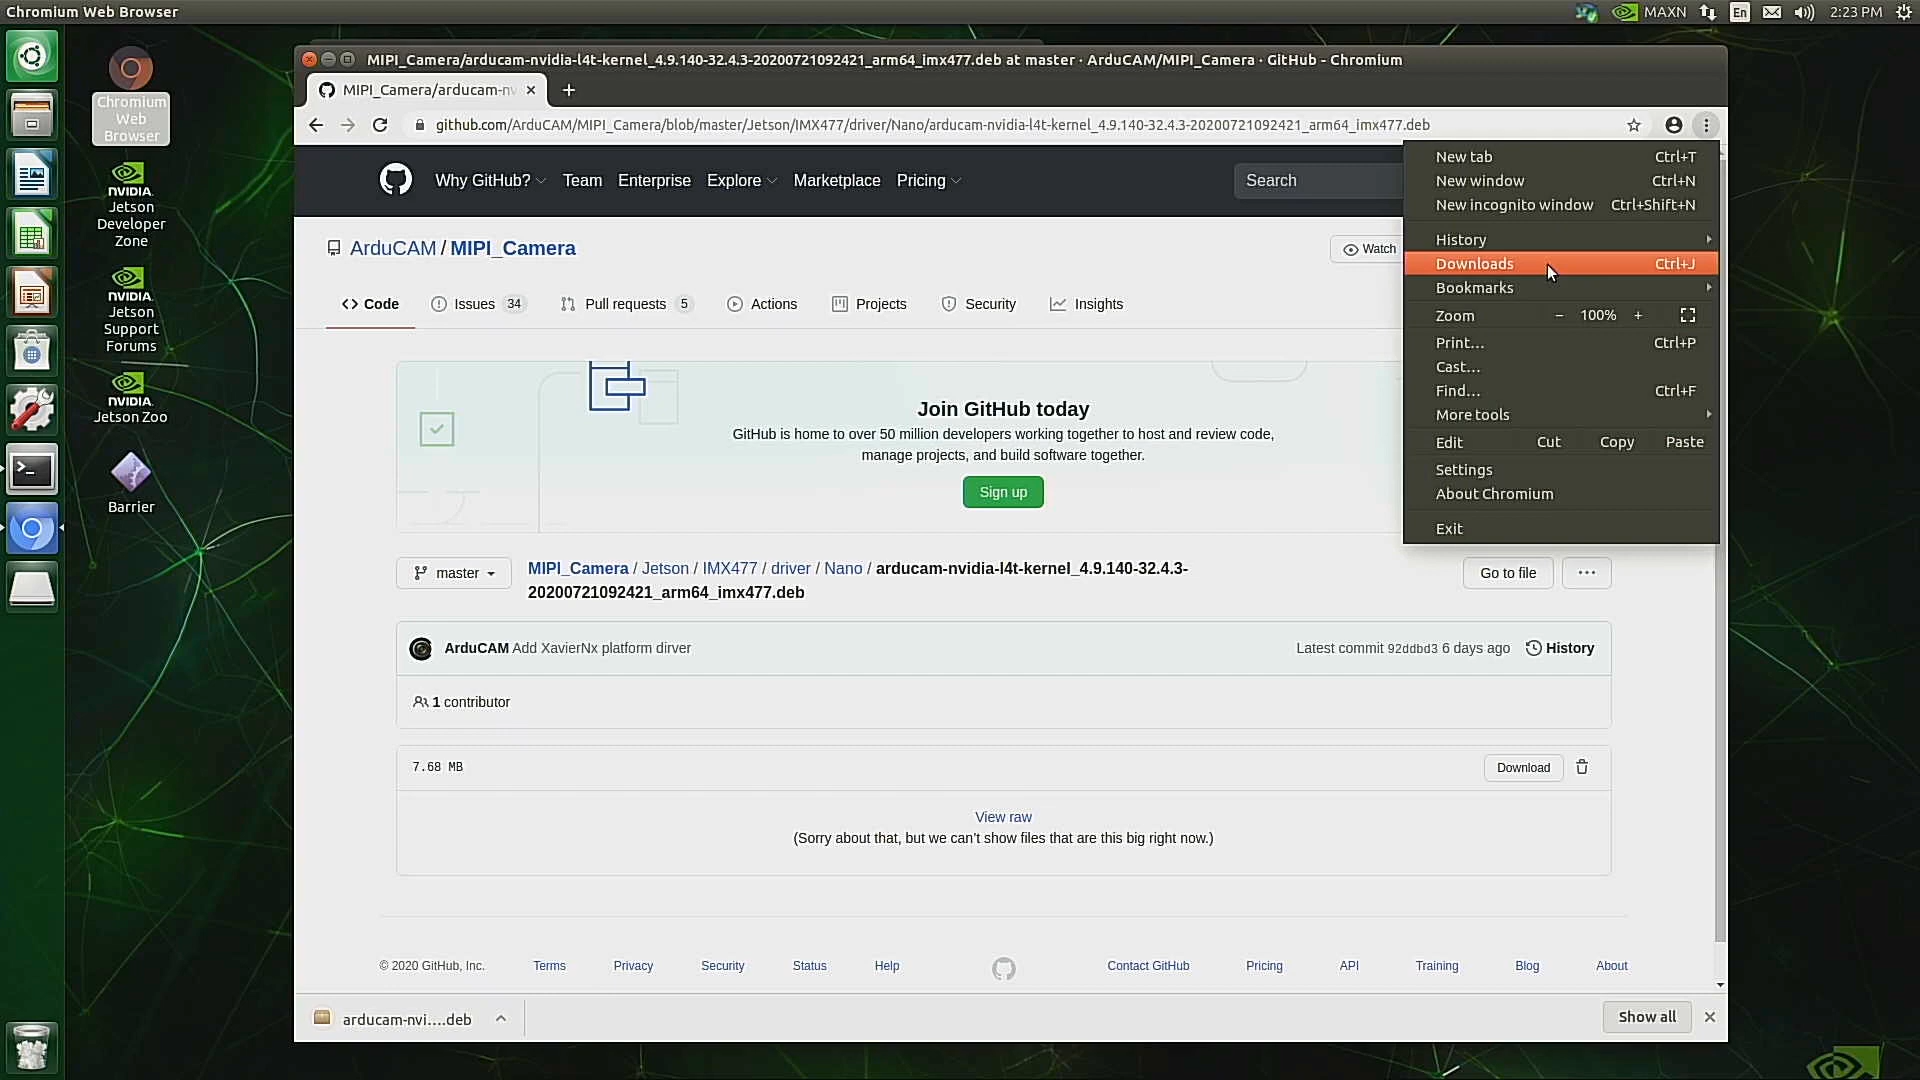 Chromium Web Browser
MAXN
En
2:23 PM
Chromium
Web
Browser
NVIDIA.
Jetson
Developer
Zone
NVIDIA.
Jetson
Support
Forums
NVIDIA.
Jetson Zoo
Barrier
MIPI_Camera/arducam-nvidia-l4t-kernel_4.9.140-32.4.3-20200721092421_arm64_imx477.deb at master · ArduCAM/MIPI_Camera · GitHub - Chromium
MIPI_Camera/arducam-nv
github.com/ArduCAM/MIPI_Camera/blob/master/Jetson/IMX477/driver/Nano/arducam-nvidia-l4t-kernel_4.9.140-32.4.3-20200721092421_arm64_imx477.deb
Why GitHub? Team Enterprise Explore Marketplace Pricing
Search
ArduCAM / MIPI_Camera
Watch
Code Issues 34 Pull requests 5 Actions Projects Security Insights
New tab Ctrl+T
New window Ctrl+N
New incognito window Ctrl+Shift+N
History
Downloads Ctrl+J
Bookmarks
Zoom − 100% +
Print… Ctrl+P
Cast…
Find… Ctrl+F
More tools
Edit Cut Copy Paste
Settings
About Chromium
Exit
Join GitHub today
GitHub is home to over 50 million developers working together to host and review code,
manage projects, and build software together.
Sign up
master
MIPI_Camera / Jetson / IMX477 / driver / Nano / arducam-nvidia-l4t-kernel_4.9.140-32.4.3-
20200721092421_arm64_imx477.deb
Go to file
ArduCAM Add XavierNx platform dirver
Latest commit 92ddbd3 6 days ago History
1 contributor
7.68 MB
Download
View raw
(Sorry about that, but we can't show files that are this big right now.)
© 2020 GitHub, Inc. Terms Privacy Security Status Help Contact GitHub Pricing API Training Blog About
arducam-nvi….deb
Show all